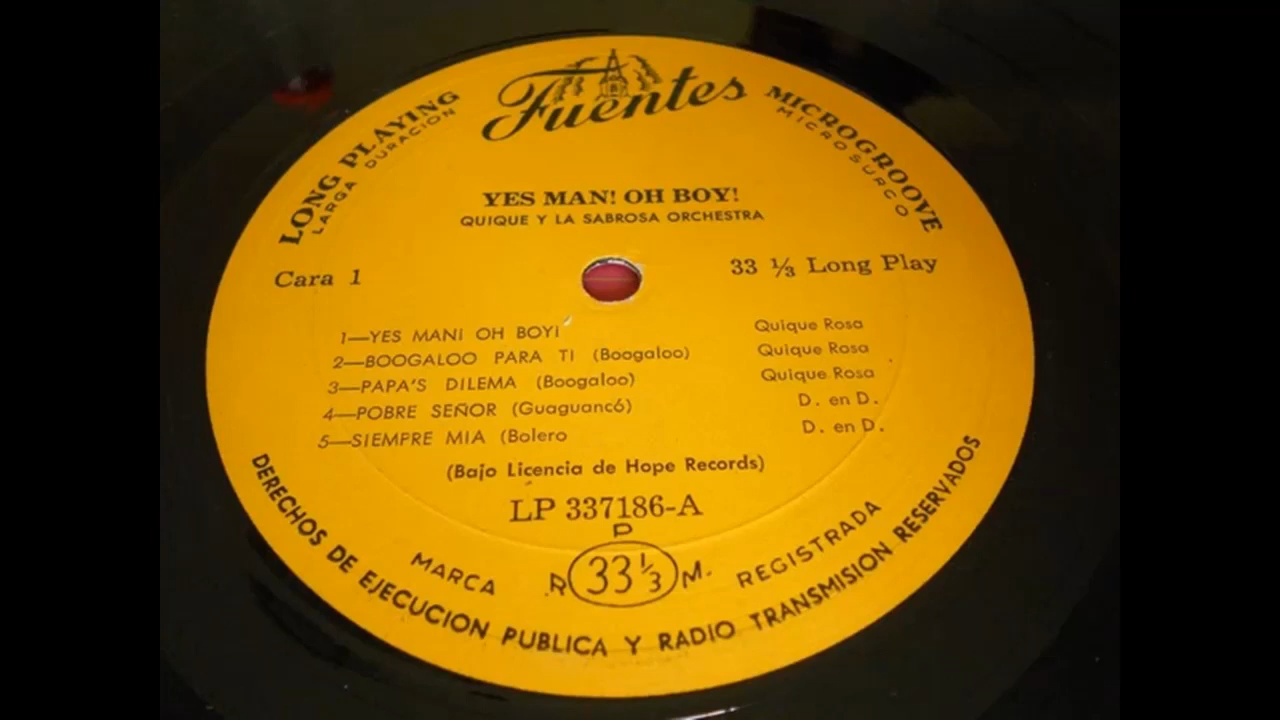 Fuentes
LONG PLAYING
LARGA DURACION
MICROGROOVE
MICROSURCO
YES MAN! OH BOY!
QUIQUE Y LA SABROSA ORCHESTRA
Cara 1
33 ⅓ Long Play
1—YES MAN! OH BOY! Quique Rosa
2—BOOGALOO PARA TI (Boogaloo) Quique Rosa
3—PAPA'S DILEMA (Boogaloo) Quique Rosa
4—POBRE SEÑOR (Guaguancó) D. en D.
5—SIEMPRE MIA (Bolero D. en D.
(Bajo Licencia de Hope Records)
LP 337186-A
R. P. M.
33 ⅓
MARCA REGISTRADA
DERECHOS DE EJECUCION PUBLICA Y RADIO TRANSMISION RESERVADOS